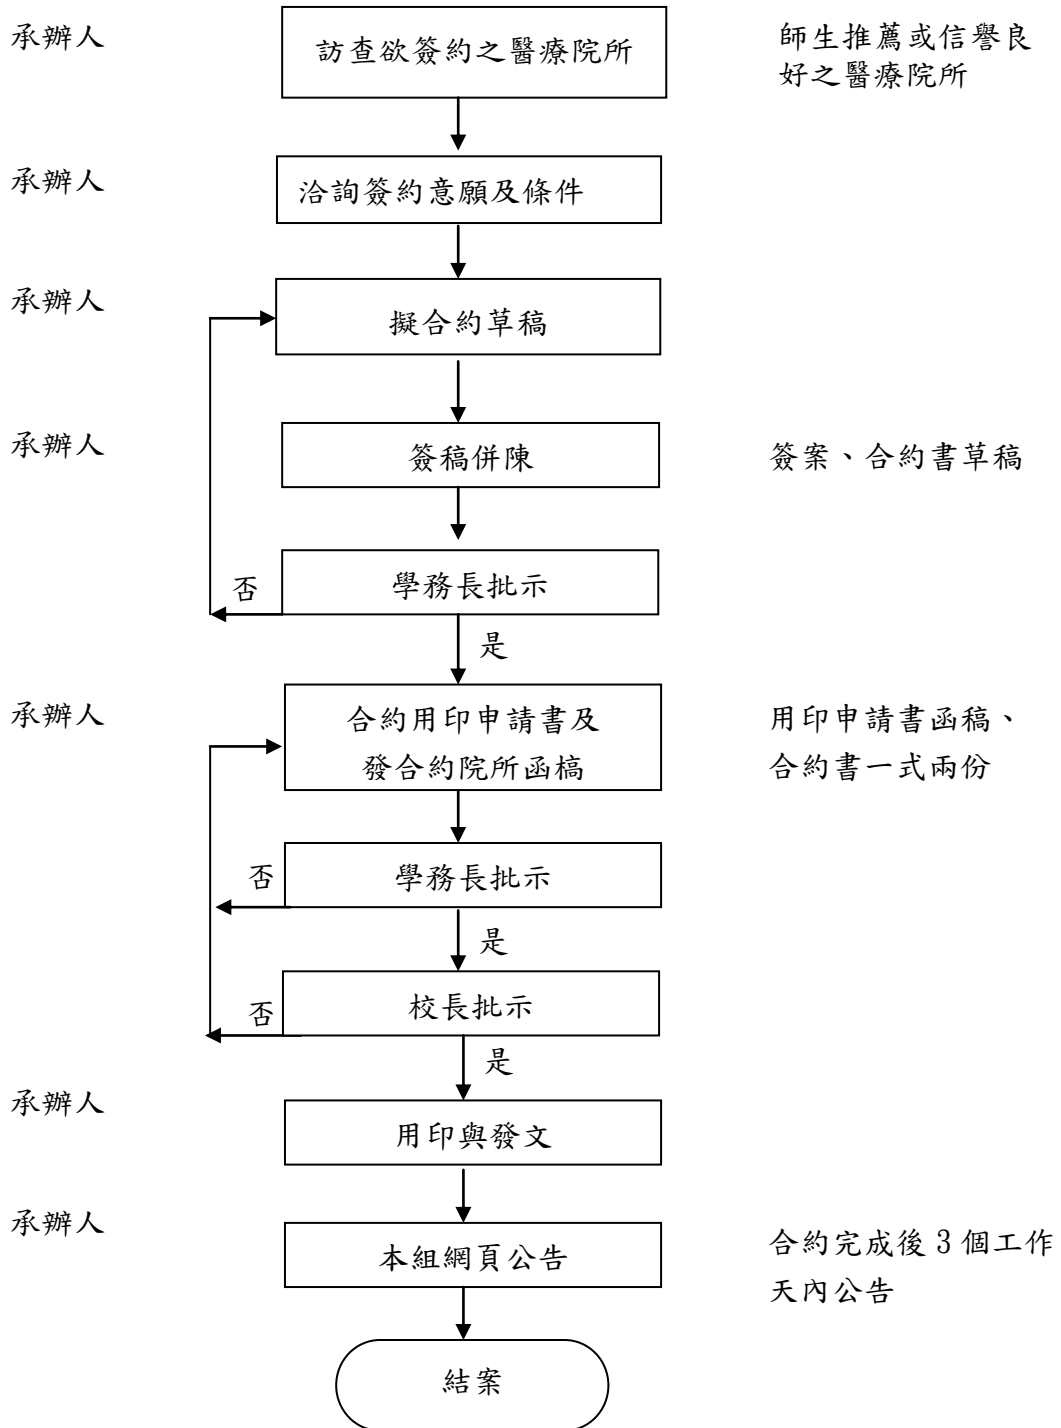 承辦人
訪查欲簽約之醫療院所
師生推薦或信譽良
好之醫療院所
承辦人
洽詢簽約意願及條件
承辦人
擬合約草稿
承辦人
簽稿併陳
簽案、合約書草稿
學務長批示
否
是
承辦人
合約用印申請書及
發合約院所函槁
用印申請書函稿、
合約書一式兩份
學務長批示
否
是
校長批示
否
是
承辦人
用印與發文
承辦人
本組網頁公告
合約完成後 3 個工作
天內公告
結案